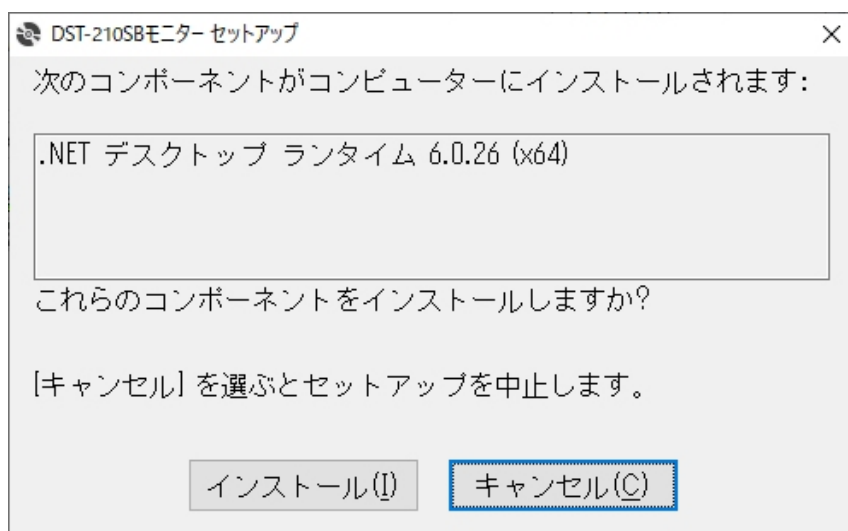 DST-210SBモニター セットアップ
次のコンポーネントがコンピューターにインストールされます:
.NET デスクトップ ランタイム 6.0.26 (x64)
これらのコンポーネントをインストールしますか?
[キャンセル] を選ぶとセットアップを中止します。
インストール(I)
キャンセル(C)